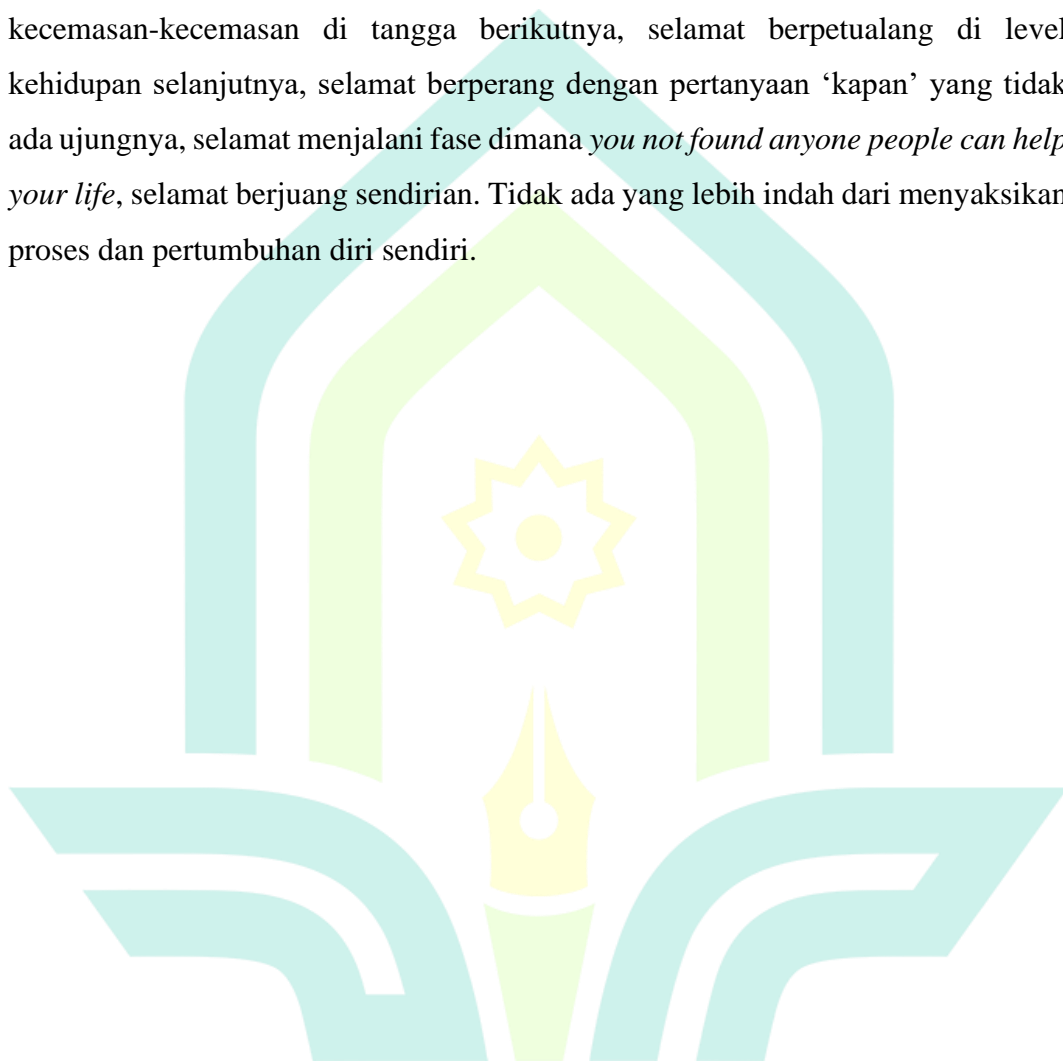 kecemasan-kecemasan di tangga berikutnya, selamat berpetualang di level
kehidupan selanjutnya, selamat berperang dengan pertanyaan ‘kapan’ yang tidak
ada ujungnya, selamat menjalani fase dimana you not found anyone people can help
your life, selamat berjuang sendirian. Tidak ada yang lebih indah dari menyaksikan
proses dan pertumbuhan diri sendiri.